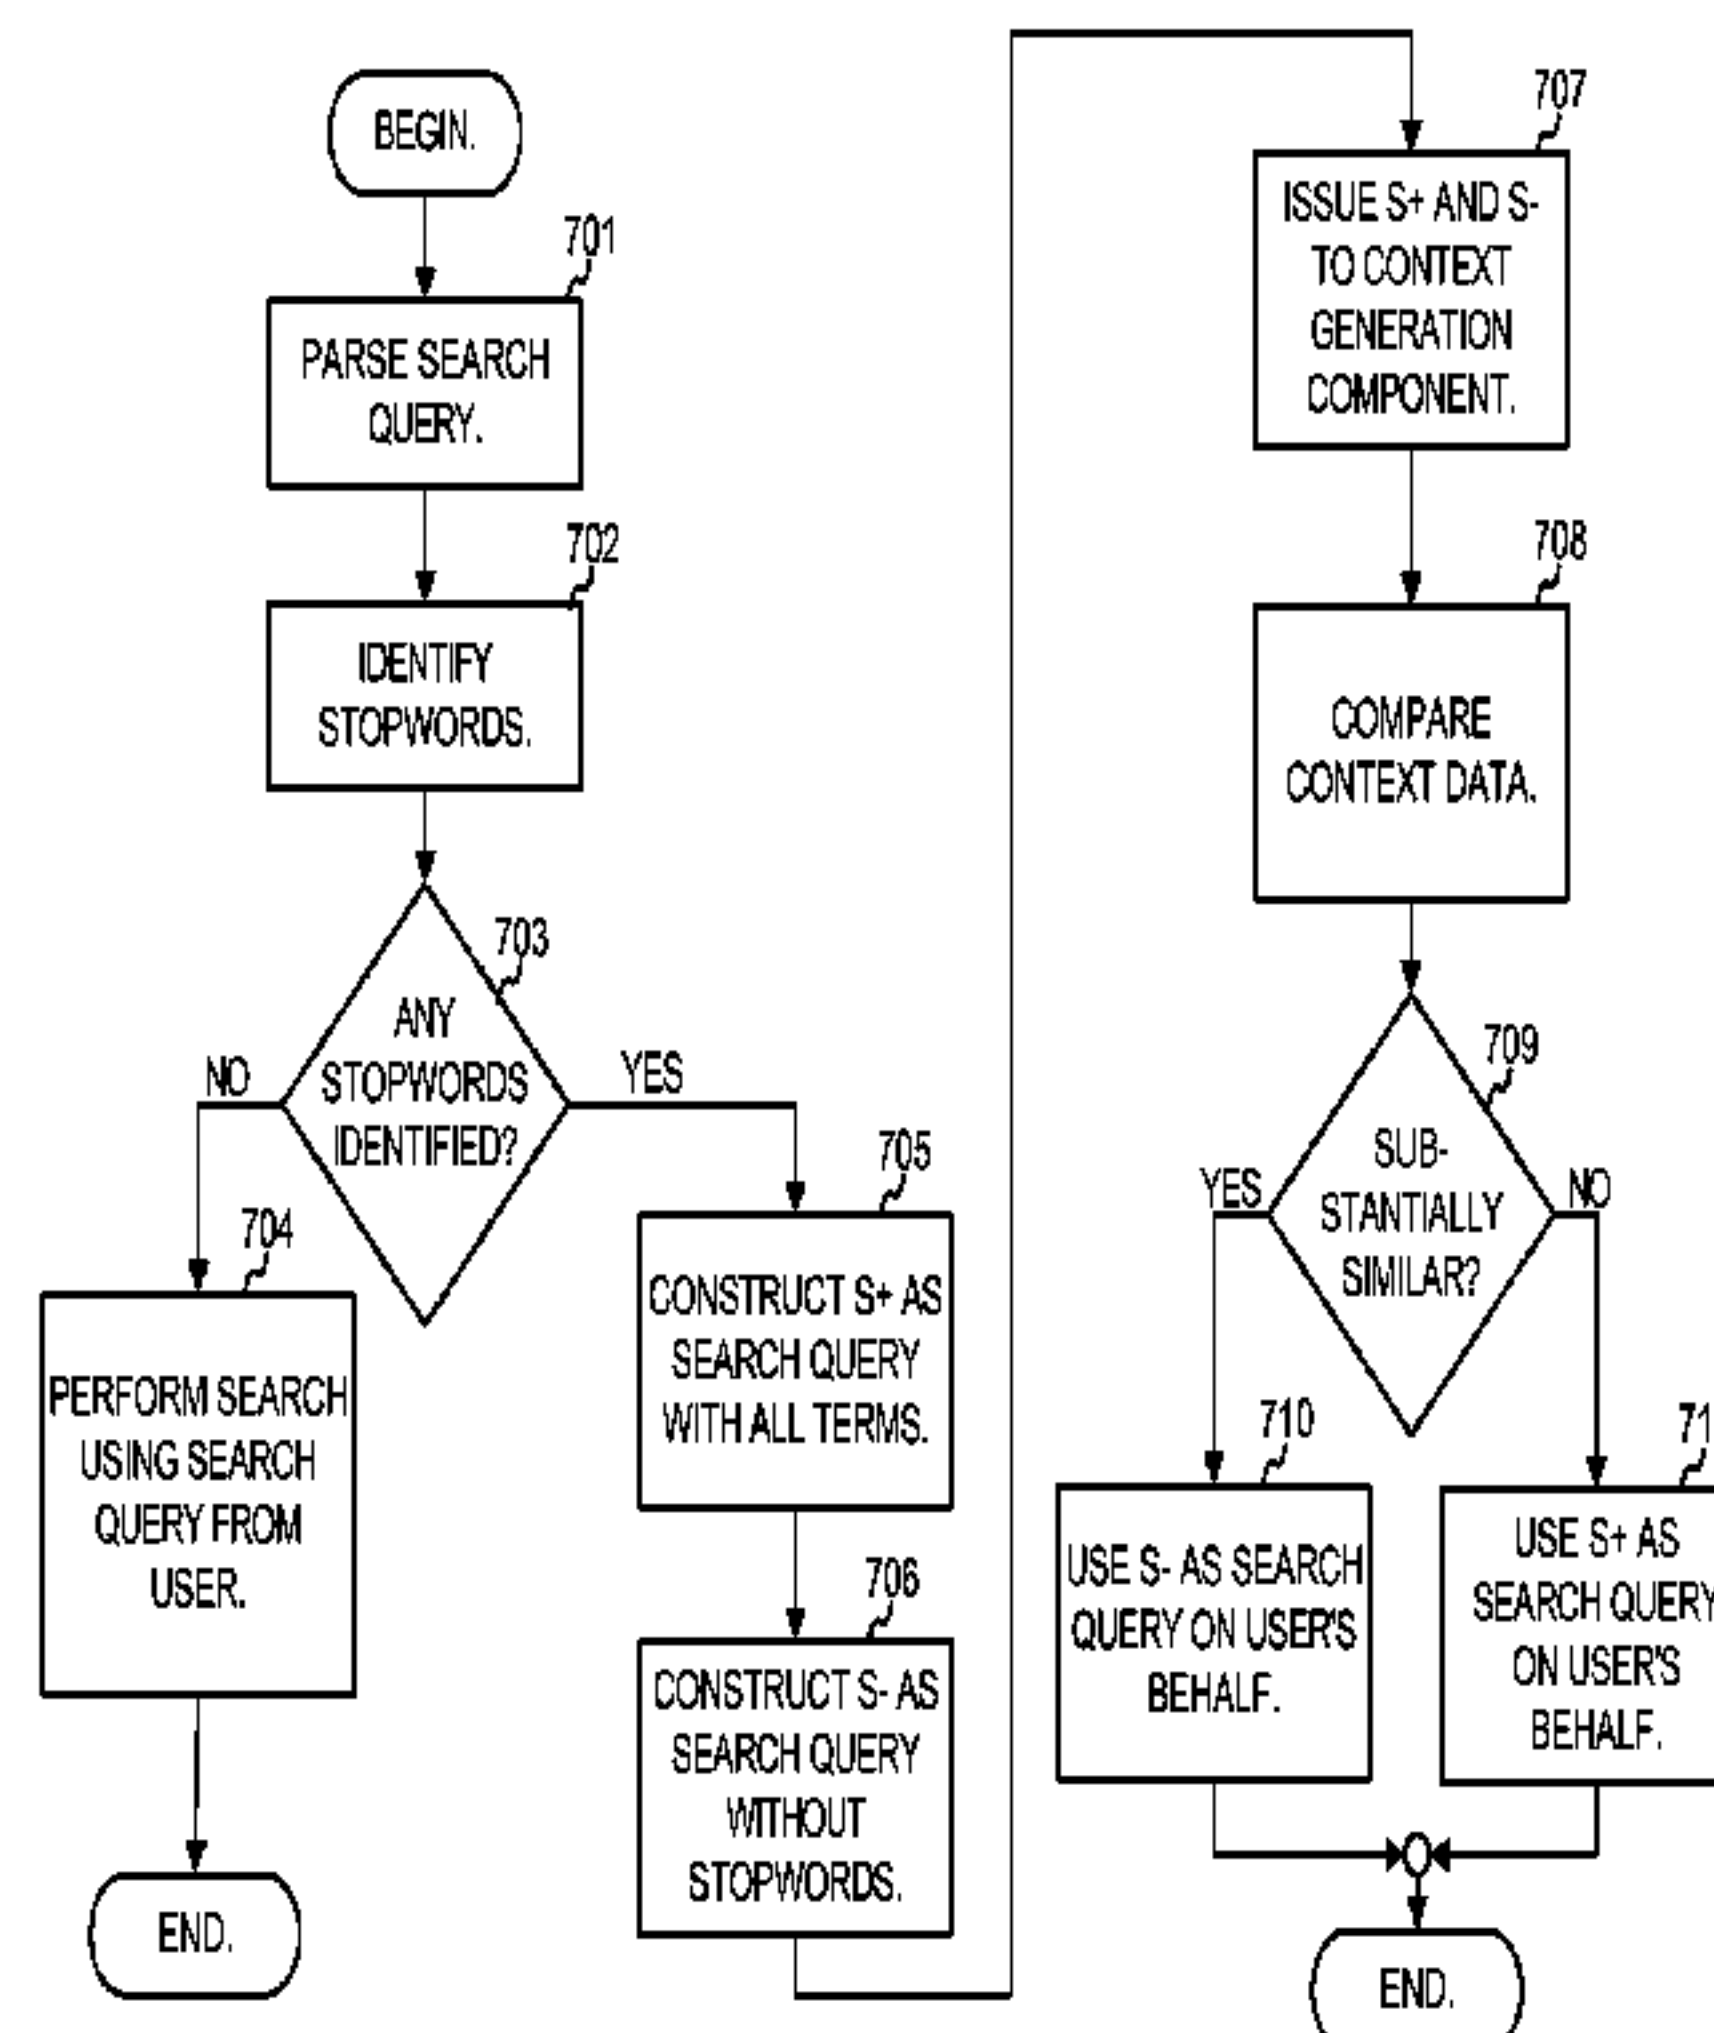 BEGIN.
701
PARSE SEARCH
QUERY.
702
IDENTIFY
STOPWORDS.
703
ANY
STOPWORDS
IDENTIFIED?
NO
YES
704
PERFORM SEARCH
USING SEARCH
QUERY FROM
USER.
END.
705
CONSTRUCT S+ AS
SEARCH QUERY
WITH ALL TERMS.
706
CONSTRUCT S- AS
SEARCH QUERY
WITHOUT
STOPWORDS.
707
ISSUE S+ AND S-
TO CONTEXT
GENERATION
COMPONENT.
708
COMPARE
CONTEXT DATA.
709
SUB-
STANTIALLY
SIMILAR?
YES
NO
710
USE S- AS SEARCH
QUERY ON USER'S
BEHALF.
71
USE S+ AS
SEARCH QUERY
ON USER'S
BEHALF.
END.